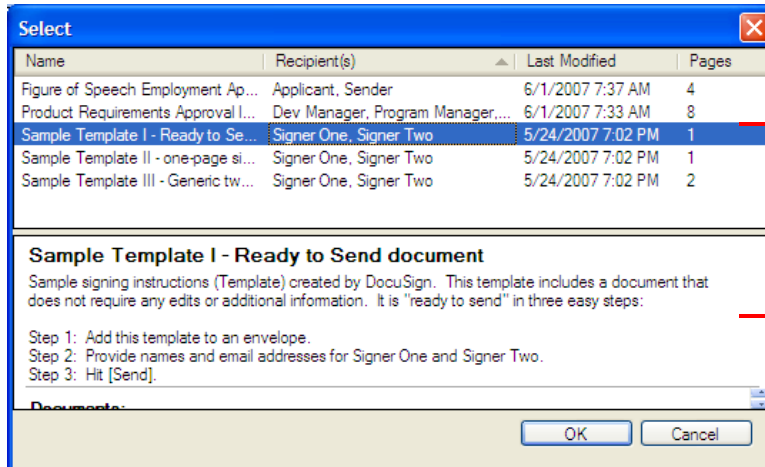 Select
Name Recipient(s) Last Modified Pages
Figure of Speech Employment Ap... Applicant, Sender 6/1/2007 7:37 AM 4
Product Requirements Approval I... Dev Manager, Program Manager,... 6/1/2007 7:33 AM 8
Sample Template I - Ready to Se... Signer One, Signer Two 5/24/2007 7:02 PM 1
Sample Template II - one-page si... Signer One, Signer Two 5/24/2007 7:02 PM 1
Sample Template III - Generic tw... Signer One, Signer Two 5/24/2007 7:02 PM 2
Sample Template I - Ready to Send document
Sample signing instructions (Template) created by DocuSign. This template includes a document that
does not require any edits or additional information. It is "ready to send" in three easy steps:
Step 1: Add this template to an envelope.
Step 2: Provide names and email addresses for Signer One and Signer Two.
Step 3: Hit [Send].
Documents:
OK Cancel